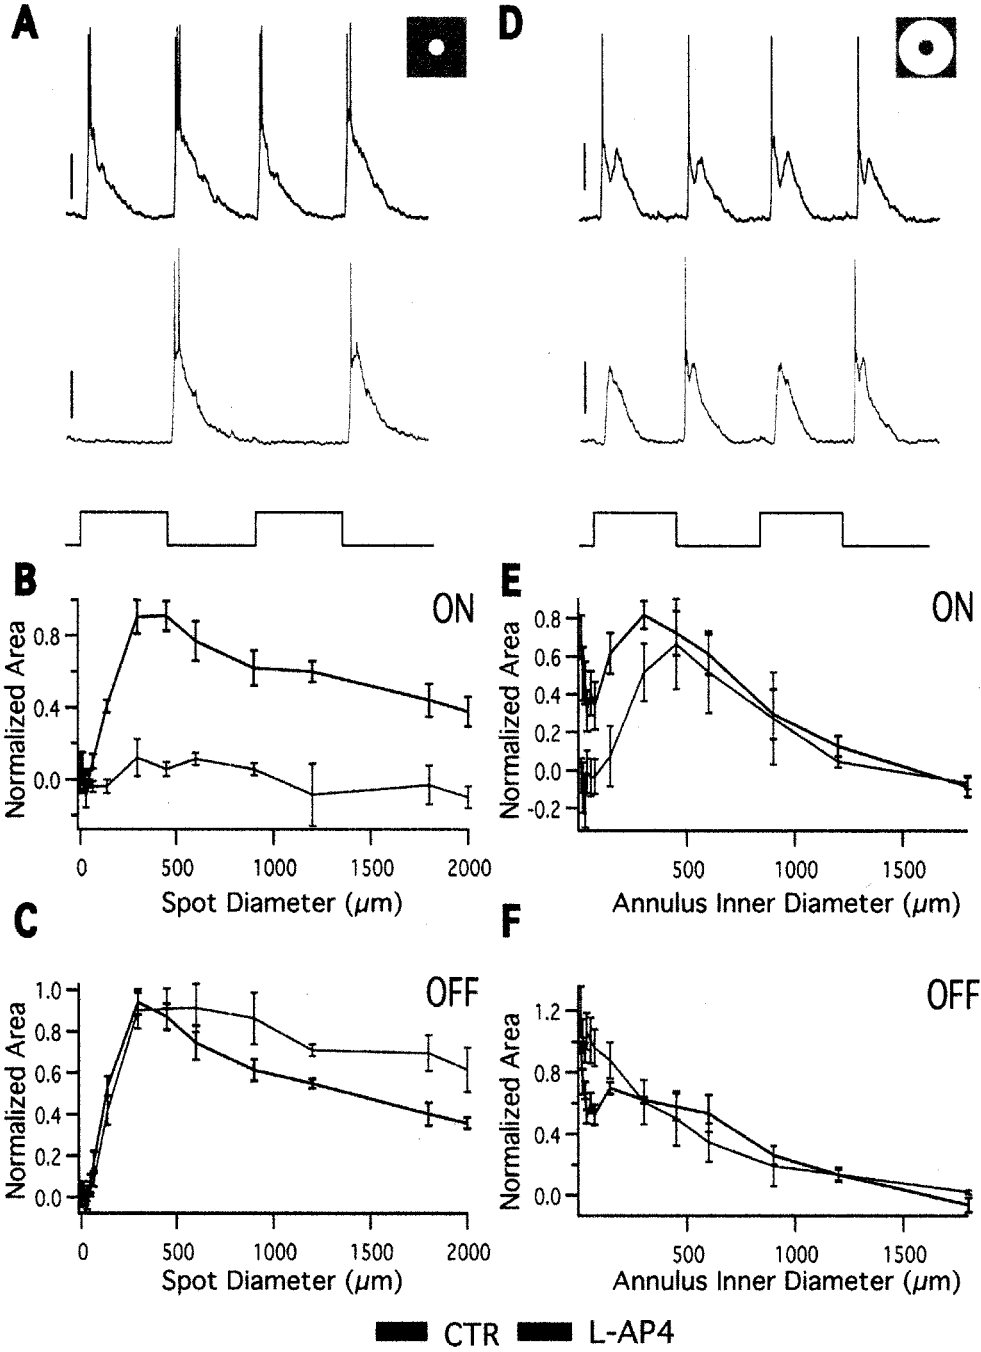 A
D
B
ON
Normalized Area
0.8
0.4
0.0
0 500 1000 1500 2000
Spot Diameter (µm)
E
ON
Normalized Area
0.8
0.6
0.4
0.2
0.0
-0.2
500 1000 1500
Annulus Inner Diameter (µm)
C
OFF
Normalized Area
1.0
0.8
0.6
0.4
0.2
0.0
0 500 1000 1500 2000
Spot Diameter (µm)
F
OFF
Normalized Area
1.2
0.8
0.4
0.0
500 1000 1500
Annulus Inner Diameter (µm)
CTR L-AP4